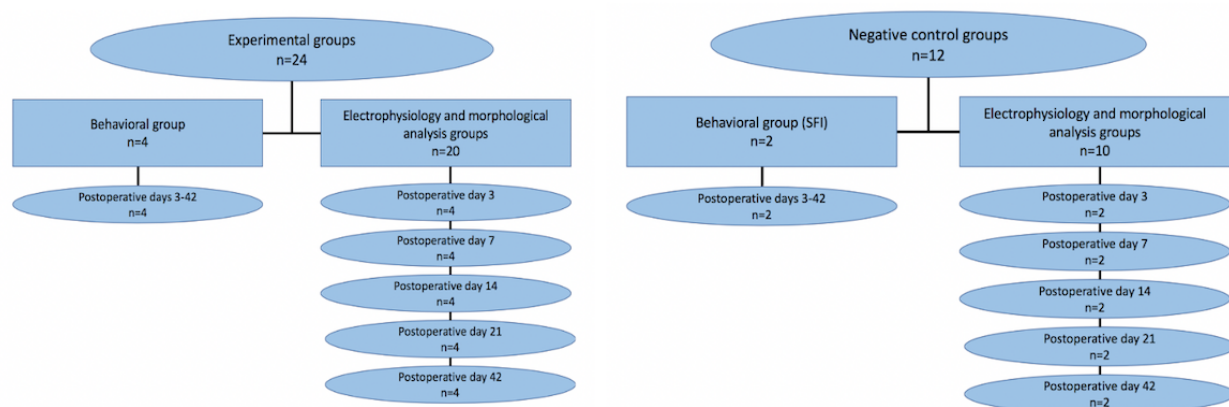 Experimental groups
n=24
Behavioral group
n=4
Electrophysiology and morphological
analysis groups
n=20
Postoperative days 3-42
n=4
Postoperative day 3
n=4
Postoperative day 7
n=4
Postoperative day 14
n=4
Postoperative day 21
n=4
Postoperative day 42
n=4
Negative control groups
n=12
Behavioral group (SFI)
n=2
Electrophysiology and morphological
analysis groups
n=10
Postoperative days 3-42
n=2
Postoperative day 3
n=2
Postoperative day 7
n=2
Postoperative day 14
n=2
Postoperative day 21
n=2
Postoperative day 42
n=2